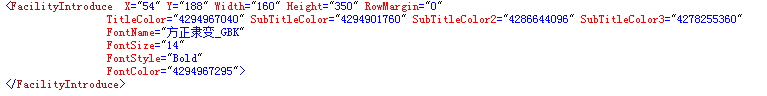 <FacilityIntroduce X="54" Y="188" Width="160" Height="350" RowMargin="0"
TitleColor="4294967040" SubTitleColor="4294901760" SubTitleColor2="4286644096" SubTitleColor3="4278255360"
FontName="方正隶变_GBK"
FontSize="14"
FontStyle="Bold"
FontColor="4294967295">
</FacilityIntroduce>